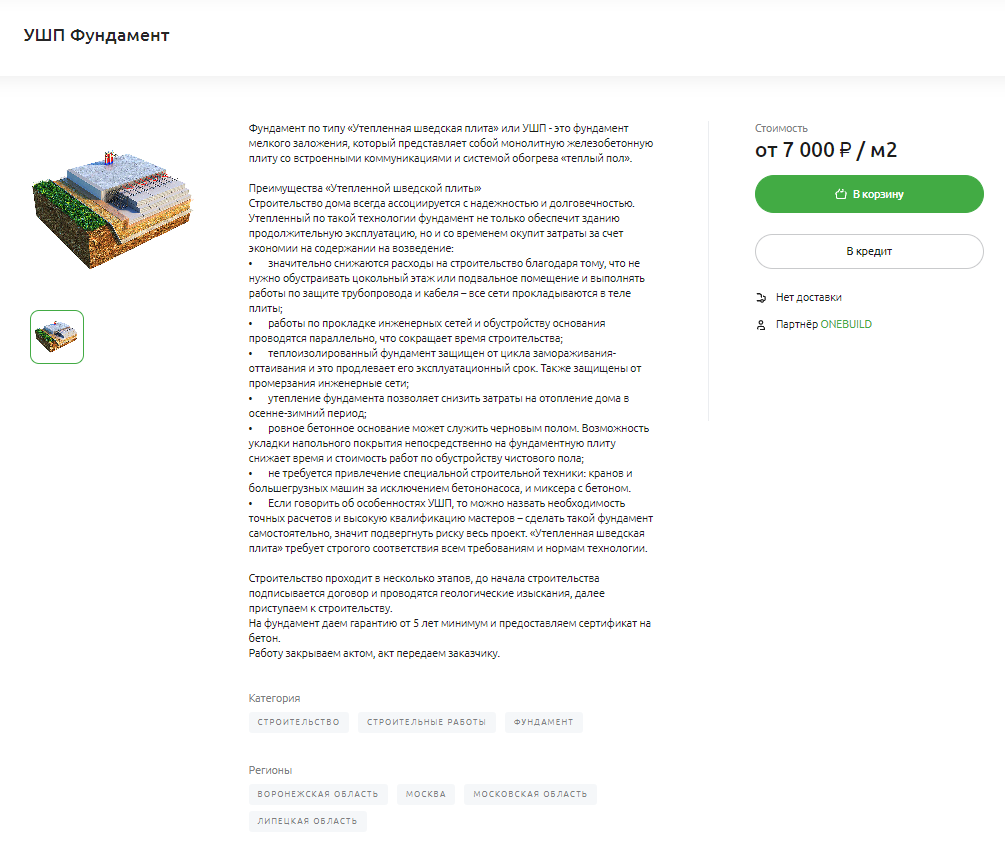 УШП Фундамент
Фундамент по типу «Утепленная шведская плита» или УШП - это фундамент
мелкого заложения, который представляет собой монолитную железобетонную
плиту со встроенными коммуникациями и системой обогрева «теплый пол».
Преимущества «Утепленной шведской плиты»
Строительство дома всегда ассоциируется с надежностью и долговечностью.
Утепленный по такой технологии фундамент не только обеспечит зданию
продолжительную эксплуатацию, но и со временем окупит затраты за счет
экономии на содержании на возведение:
• значительно снижаются расходы на строительство благодаря тому, что не
нужно обустраивать цокольный этаж или подвальное помещение и выполнять
работы по защите трубопровода и кабеля – все сети прокладываются в теле
плиты;
• работы по прокладке инженерных сетей и обустройству основания
проводятся параллельно, что сокращает время строительства;
• теплоизолированный фундамент защищен от цикла замораживания-
оттаивания и это продлевает его эксплуатационный срок. Также защищены от
промерзания инженерные сети;
• утепление фундамента позволяет снизить затраты на отопление дома в
осенне-зимний период;
• ровное бетонное основание может служить черновым полом. Возможность
укладки напольного покрытия непосредственно на фундаментную плиту
снижает время и стоимость работ по обустройству чистового пола;
• не требуется привлечение специальной строительной техники: кранов и
большегрузных машин за исключением бетононасоса, и миксера с бетоном.
• Если говорить об особенностях УШП, то можно назвать необходимость
точных расчетов и высокую квалификацию мастеров – сделать такой фундамент
самостоятельно, значит подвергнуть риску весь проект. «Утепленная шведская
плита» требует строгого соответствия всем требованиям и нормам технологии.
Строительство проходит в несколько этапов, до начала строительства
подписывается договор и проводятся геологические изыскания, далее
приступаем к строительству.
На фундамент даем гарантию от 5 лет минимум и предоставляем сертификат на
бетон.
Работу закрываем актом, акт передаем заказчику.
Категория
СТРОИТЕЛЬСТВО СТРОИТЕЛЬНЫЕ РАБОТЫ ФУНДАМЕНТ
Регионы
ВОРОНЕЖСКАЯ ОБЛАСТЬ МОСКВА МОСКОВСКАЯ ОБЛАСТЬ
ЛИПЕЦКАЯ ОБЛАСТЬ
Стоимость
от 7 000 ₽ / м2
В корзину
В кредит
Нет доставки
Партнёр ONEBUILD